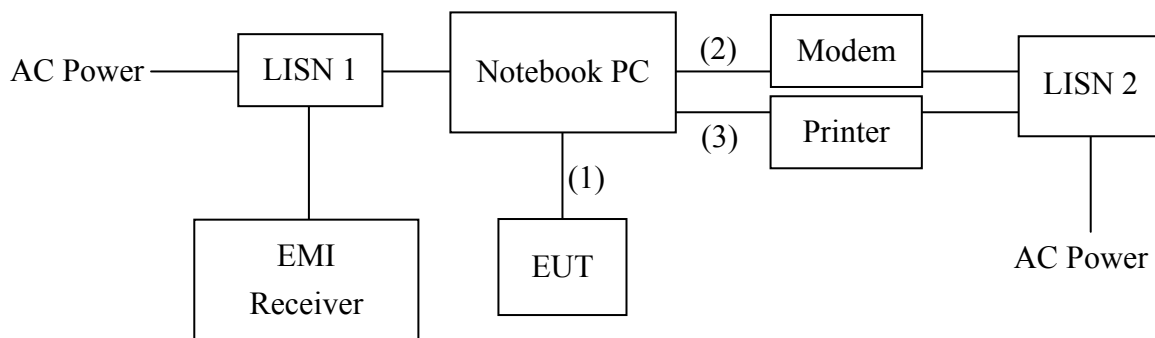 AC Power
LISN 1
Notebook PC
(2)
Modem
LISN 2
(3)
Printer
(1)
EMI
Receiver
EUT
AC Power